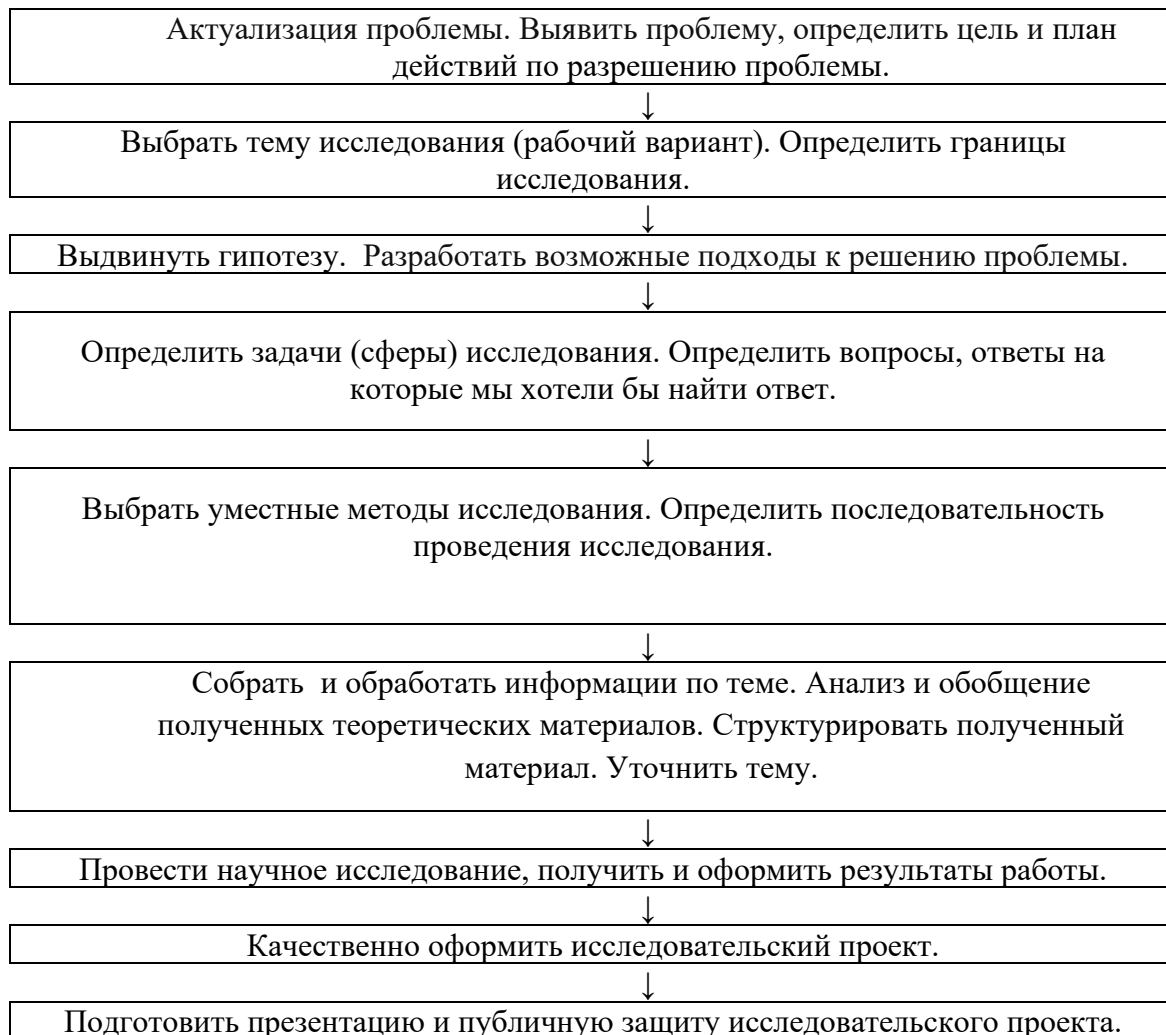 Актуализация проблемы. Выявить проблему, определить цель и план
действий по разрешению проблемы.
↓
Выбрать тему исследования (рабочий вариант). Определить границы
исследования.
↓
Выдвинуть гипотезу.  Разработать возможные подходы к решению проблемы.
↓
Определить задачи (сферы) исследования. Определить вопросы, ответы на
которые мы хотели бы найти ответ.
↓
Выбрать уместные методы исследования. Определить последовательность
проведения исследования.
↓
Собрать  и обработать информации по теме. Анализ и обобщение
полученных теоретических материалов. Структурировать полученный
материал. Уточнить тему.
↓
Провести научное исследование, получить и оформить результаты работы.
↓
Качественно оформить исследовательский проект.
↓
Подготовить презентацию и публичную защиту исследовательского проекта.